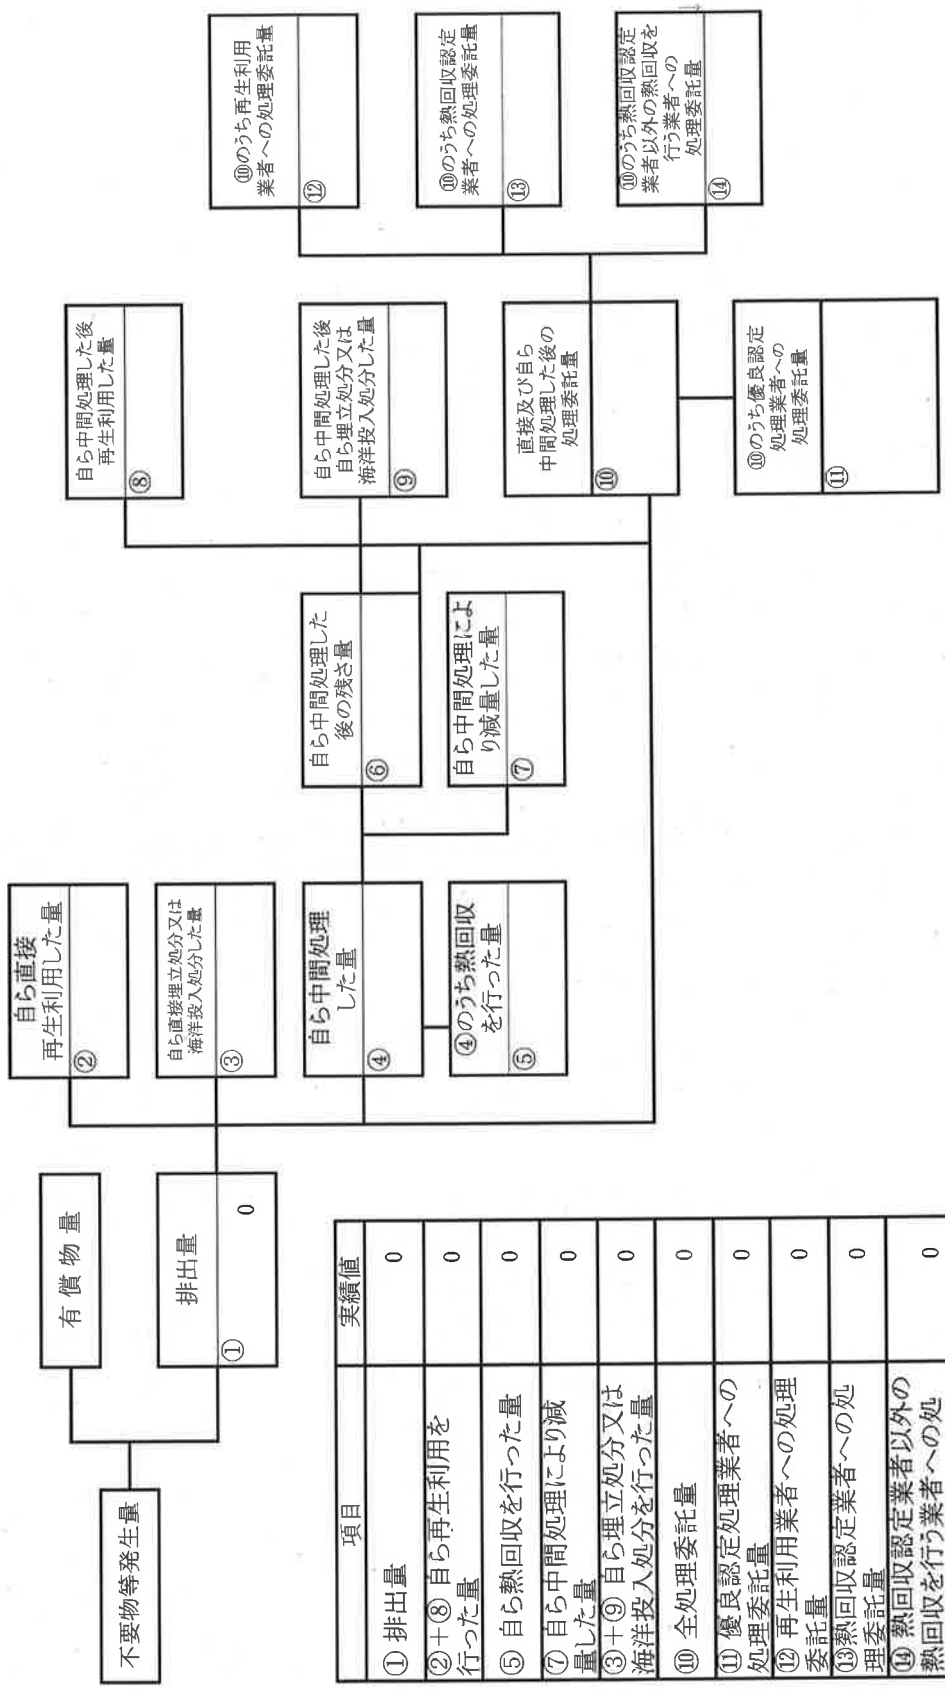 不要物等発生量
有償物量
排出量
①
0
自ら直接
再生利用した量
②
自ら直接埋立処分又は
海洋投入処分した量
③
自ら中間処理
した量
④
④のうち熱回収
を行った量
⑤
自ら中間処理した
後の残さ量
⑥
自ら中間処理によ
り減量した量
⑦
自ら中間処理した後
再生利用した量
⑧
自ら中間処理した後
自ら埋立処分又は
海洋投入処分した量
⑨
直接及び自ら
中間処理した後の
処理委託量
⑩
⑩のうち優良認定
処理業者への
処理委託量
⑪
⑩のうち再生利用
業者への処理委託量
⑫
⑩のうち熱回収認定
業者への処理委託量
⑬
⑩のうち熱回収認定
業者以外の熱回収を
行う業者への
処理委託量
⑭
項目 実績値
①排出量 0
②+⑧ 自ら再生利用を
行った量 0
⑤ 自ら熱回収を行った量 0
⑦ 自ら中間処理により減
量した量 0
③+⑨ 自ら埋立処分又は
海洋投入処分を行った量 0
⑩ 全処理委託量 0
⑪ 優良認定処理業者への
処理委託量 0
⑫ 再生利用業者への処理
委託量 0
⑬熱回収認定業者への処
理委託量 0
⑭ 熱回収認定業者以外の
熱回収を行う業者への処 0